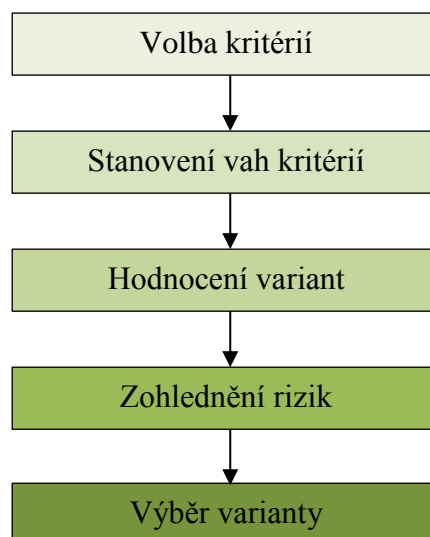 Volba kritérií
Stanovení vah kritérií
Hodnocení variant
Zohlednění rizik
Výběr varianty